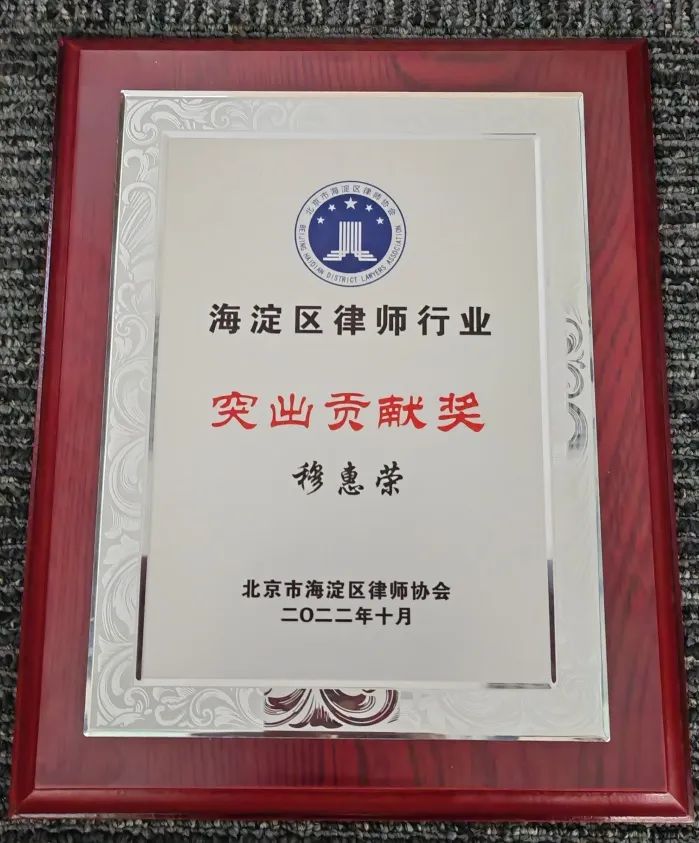 北京市海淀区律师协会
BEIJING HAIDIAN DISTRICT LAWYERS ASSOCIATION
海淀区律师行业
突出贡献奖
穆惠荣
北京市海淀区律师协会
二〇二二年十月